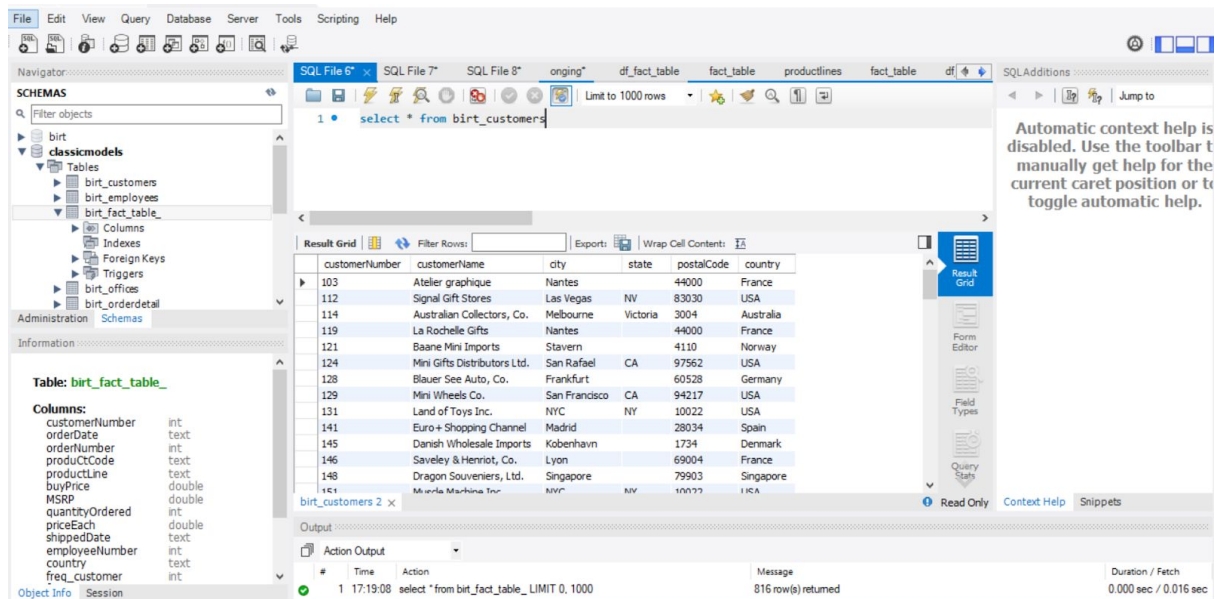 File Edit View Query Database Server Tools Scripting Help
Navigator
SCHEMAS
Filter objects
birt
classicmodels
Tables
birt_customers
birt_employees
birt_fact_table_
Columns
Indexes
Foreign Keys
Triggers
birt_offices
birt_orderdetail
Administration Schemas
Information
Table: birt_fact_table_
Columns:
customerNumber int
orderDate text
orderNumber int
produCtCode text
productLine text
buyPrice double
MSRP double
quantityOrdered int
priceEach double
shippedDate text
employeeNumber int
country text
freq_customer int
Object Info Session
SQL File 6* SQL File 7* SQL File 8* onging* df_fact_table fact_table productlines fact_table df
Limit to 1000 rows
1 select * from birt_customers
Result Grid Filter Rows: Export: Wrap Cell Content:
customerNumber customerName city state postalCode country
103 Atelier graphique Nantes 44000 France
112 Signal Gift Stores Las Vegas NV 83030 USA
114 Australian Collectors, Co. Melbourne Victoria 3004 Australia
119 La Rochelle Gifts Nantes 44000 France
121 Baane Mini Imports Stavern 4110 Norway
124 Mini Gifts Distributors Ltd. San Rafael CA 97562 USA
128 Blauer See Auto, Co. Frankfurt 60528 Germany
129 Mini Wheels Co. San Francisco CA 94217 USA
131 Land of Toys Inc. NYC NY 10022 USA
141 Euro+ Shopping Channel Madrid 28034 Spain
145 Danish Wholesale Imports Kobenhavn 1734 Denmark
146 Saveley & Henriot, Co. Lyon 69004 France
148 Dragon Souveniers, Ltd. Singapore 79903 Singapore
151 Muscle Machine Inc NYC NY 10022 USA
Result
Grid
Form
Editor
Field
Types
Query
Stats
birt_customers 2
Read Only
Output
Action Output
# Time Action Message Duration / Fetch
1 17:19:08 select * from birt_fact_table_ LIMIT 0, 1000 816 row(s) returned 0.000 sec / 0.016 sec
SQLAdditions
Jump to
Automatic context help is
disabled. Use the toolbar t
manually get help for the
current caret position or to
toggle automatic help.
Context Help Snippets